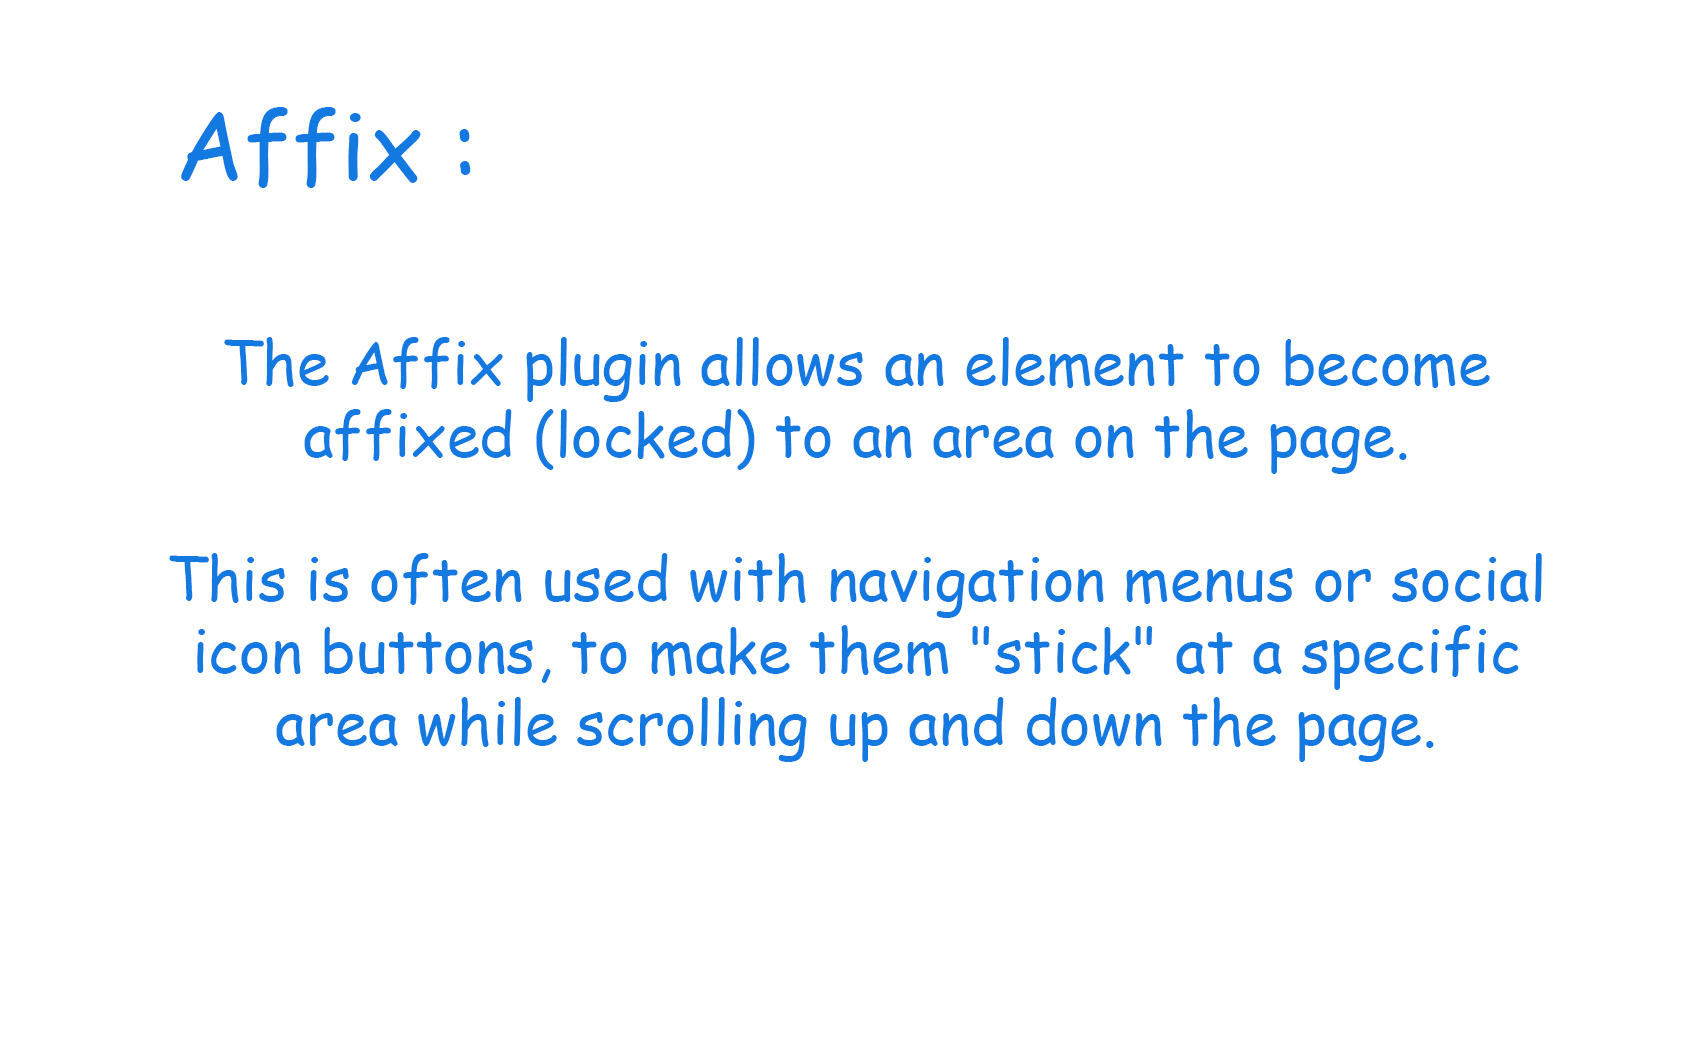 Affix :
The Affix plugin allows an element to become
affixed (locked) to an area on the page.
This is often used with navigation menus or social
icon buttons, to make them "stick" at a specific
area while scrolling up and down the page.